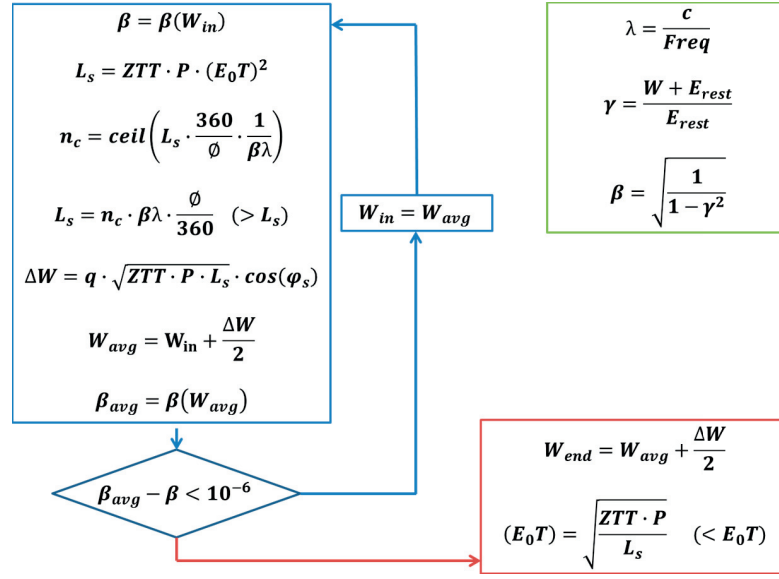 β = β(W_in)
L_s = ZTT · P · (E_0T)^2
n_c = ceil(L_s · 360/∅ · 1/βλ)
L_s = n_c · βλ · ∅/360 (> L_s)
ΔW = q · √(ZTT · P · L_s) · cos(φ_s)
W_avg = W_in + ΔW/2
β_avg = β(W_avg)
β_avg − β < 10^−6
W_in = W_avg
λ = c/Freq
γ = (W + E_rest)/E_rest
β = √(1/(1 − γ^2))
W_end = W_avg + ΔW/2
(E_0T) = √(ZTT · P/L_s) (< E_0T)